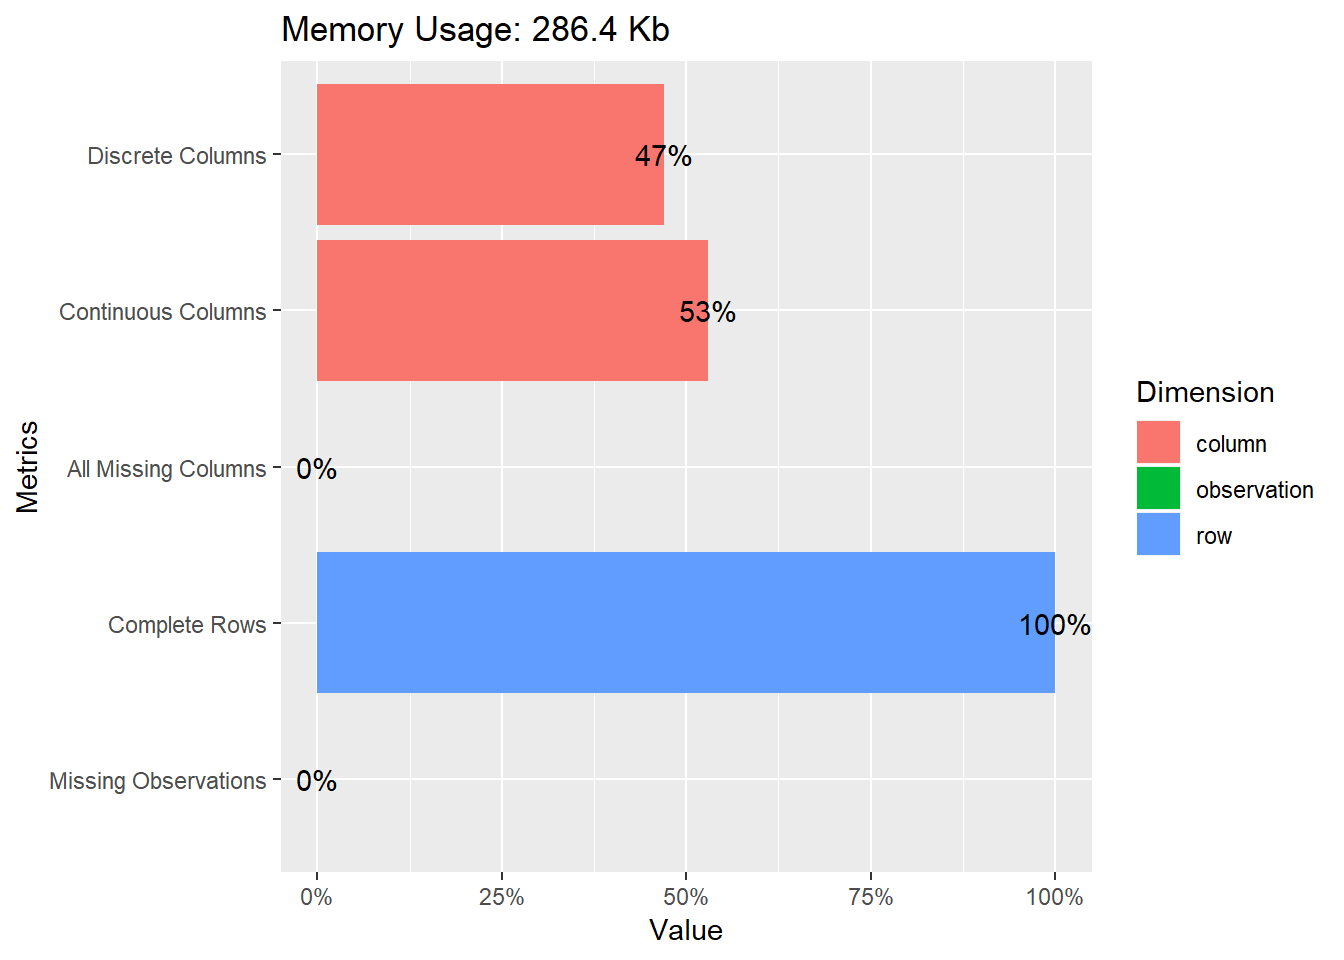 Memory Usage: 286.4 Kb
Discrete Columns
47%
Continuous Columns
53%
All Missing Columns
0%
Complete Rows
100%
Missing Observations
0%
Metrics
0%
25%
50%
75%
100%
Value
Dimension
column
observation
row